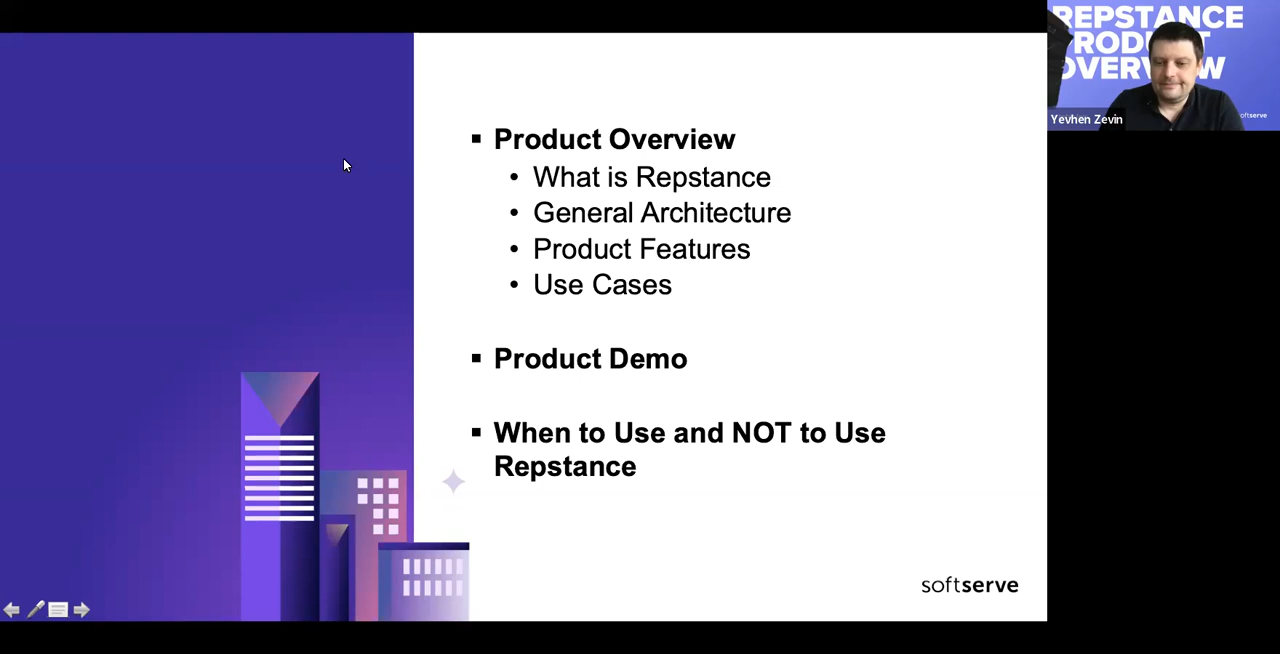 Product Overview
What is Repstance
General Architecture
Product Features
Use Cases
Product Demo
When to Use and NOT to Use
Repstance
softserve
REPSTANCE
OVERVIEW
Yevhen Zevin